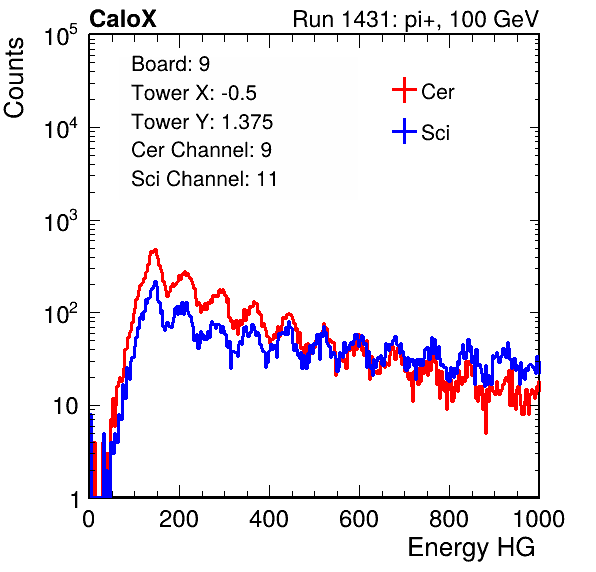 CaloX Run 1431: pi+, 100 GeV
Counts
Board: 9
Tower X: -0.5
Tower Y: 1.375
Cer Channel: 9
Sci Channel: 11
Cer
Sci
10^5
10^4
10^3
10^2
10
1
0 200 400 600 800 1000
Energy HG